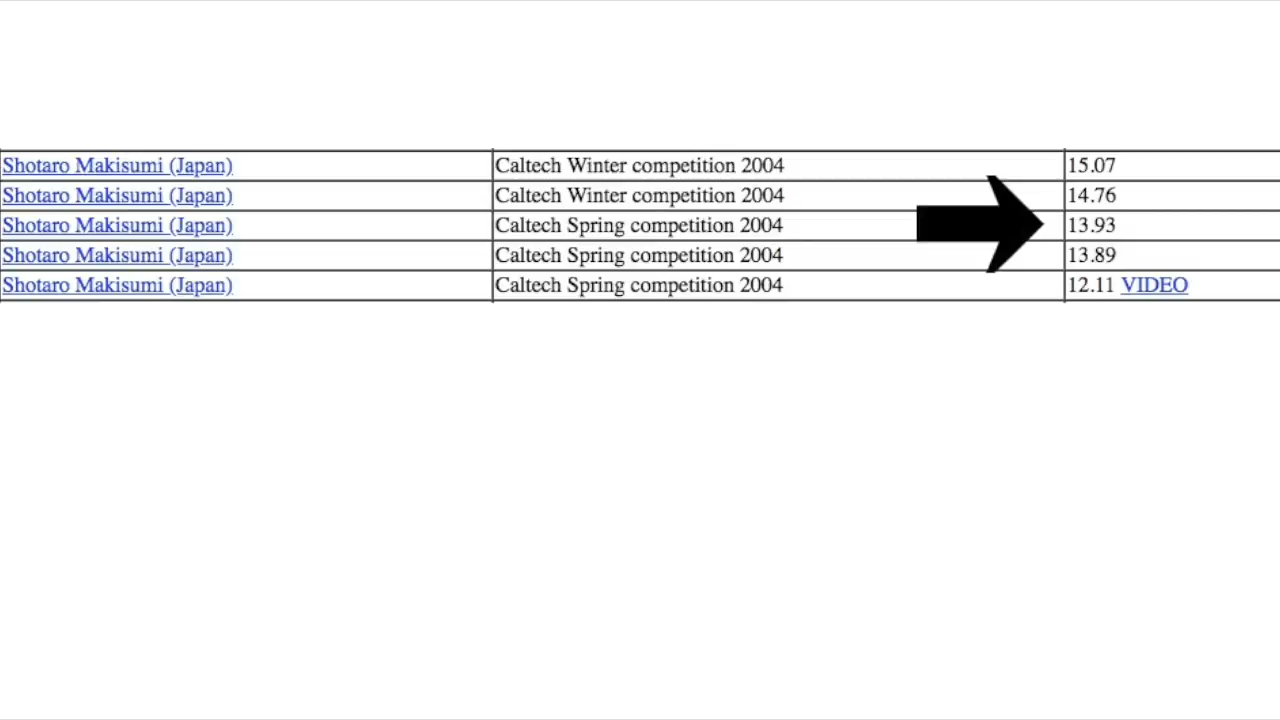 Shotaro Makisumi (Japan) Caltech Winter competition 2004 15.07
Shotaro Makisumi (Japan) Caltech Winter competition 2004 14.76
Shotaro Makisumi (Japan) Caltech Spring competition 2004 13.93
Shotaro Makisumi (Japan) Caltech Spring competition 2004 13.89
Shotaro Makisumi (Japan) Caltech Spring competition 2004 12.11 VIDEO